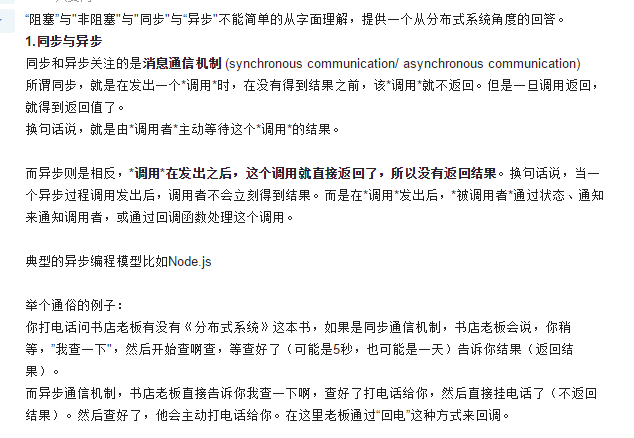 “阻塞”与"非阻塞"与"同步"与“异步"不能简单的从字面理解，提供一个从分布式系统角度的回答。
1.同步与异步
同步和异步关注的是消息通信机制 (synchronous communication/ asynchronous communication)
所谓同步，就是在发出一个*调用*时，在没有得到结果之前，该*调用*就不返回。但是一旦调用返回，
就得到返回值了。
换句话说，就是由*调用者*主动等待这个*调用*的结果。
而异步则是相反，*调用*在发出之后，这个调用就直接返回了，所以没有返回结果。换句话说，当一
个异步过程调用发出后，调用者不会立刻得到结果。而是在*调用*发出后，*被调用者*通过状态、通知
来通知调用者，或通过回调函数处理这个调用。
典型的异步编程模型比如Node.js
举个通俗的例子：
你打电话问书店老板有没有《分布式系统》这本书，如果是同步通信机制，书店老板会说，你稍
等，”我查一下"，然后开始查啊查，等查好了（可能是5秒，也可能是一天）告诉你结果（返回结
果）。
而异步通信机制，书店老板直接告诉你我查一下啊，查好了打电话给你，然后直接挂电话了（不返回
结果）。然后查好了，他会主动打电话给你。在这里老板通过“回电”这种方式来回调。